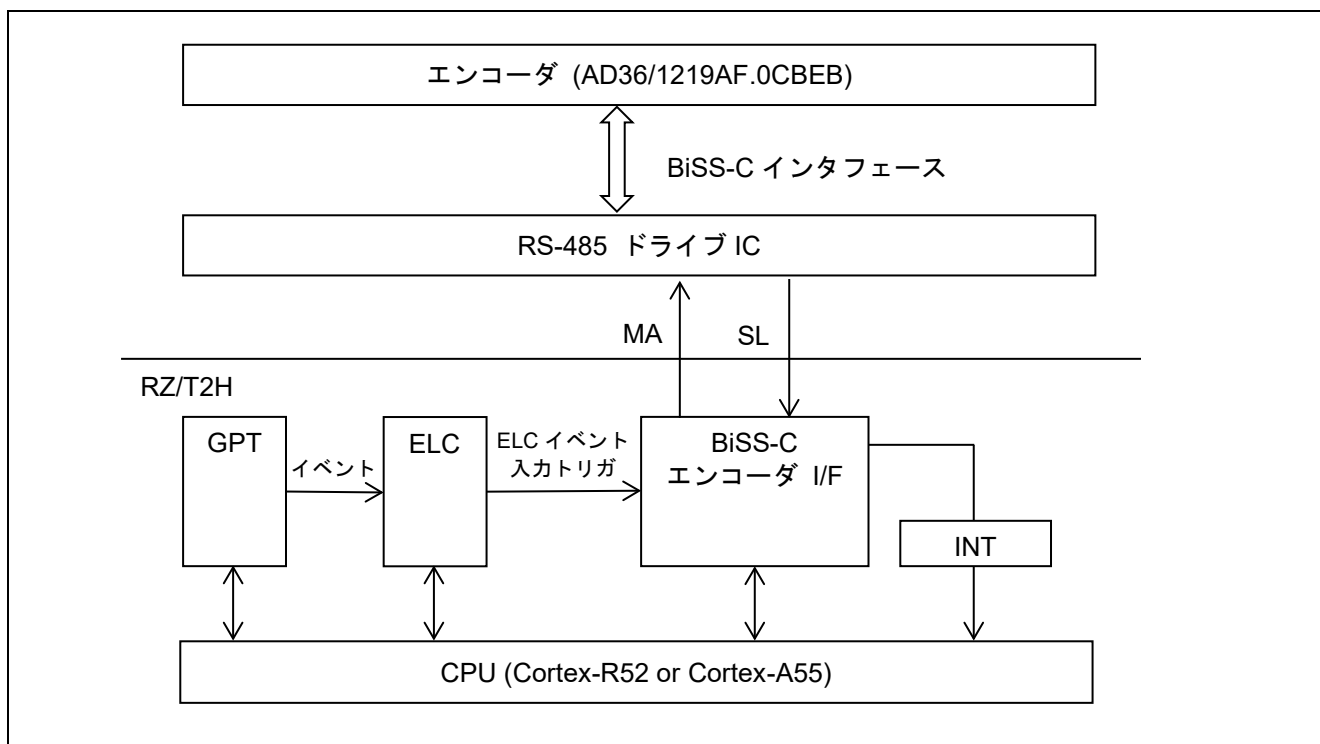 エンコーダ (AD36/1219AF.0CBEB)
BiSS-C インタフェース
RS-485 ドライブ IC
MA
SL
RZ/T2H
GPT
イベント
ELC
ELC イベント
入力トリガ
BiSS-C
エンコーダ I/F
INT
CPU (Cortex-R52 or Cortex-A55)